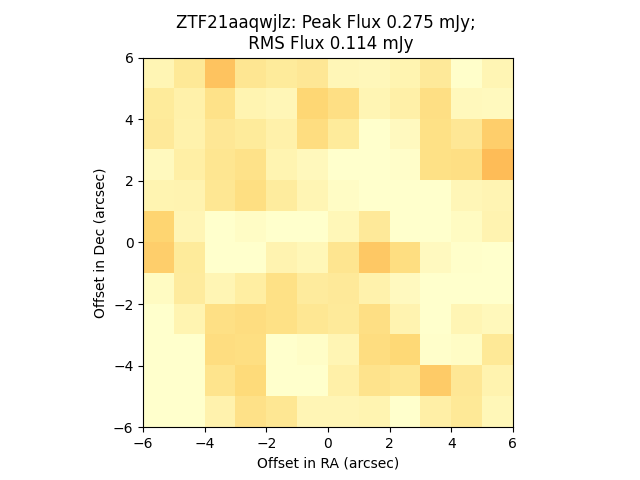 ZTF21aaqwjlz: Peak Flux 0.275 mJy;
RMS Flux 0.114 mJy
6
4
2
0
−2
−4
−6
Offset in Dec (arcsec)
−6 −4 −2 0 2 4 6
Offset in RA (arcsec)